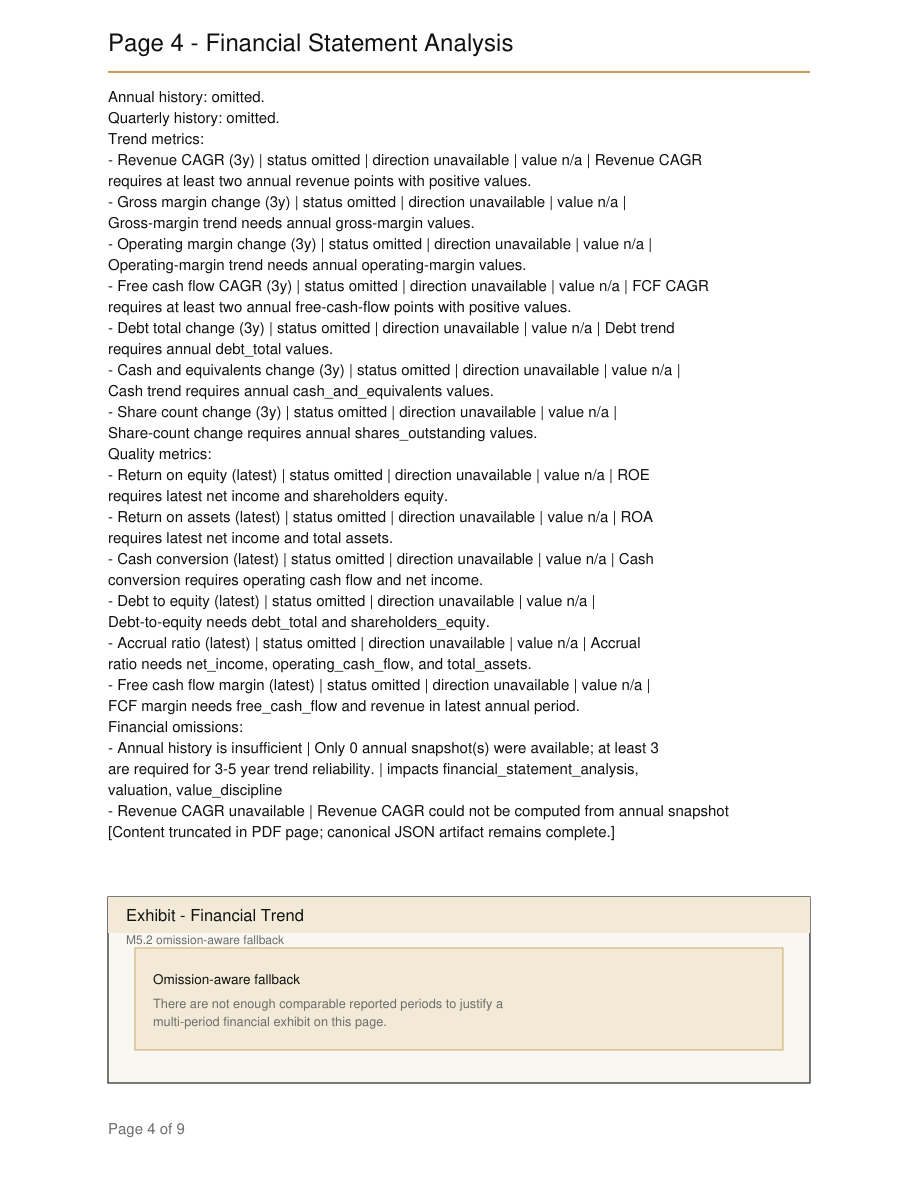 Page 4 - Financial Statement Analysis
Annual history: omitted.
Quarterly history: omitted.
Trend metrics:
- Revenue CAGR (3y) | status omitted | direction unavailable | value n/a | Revenue CAGR
requires at least two annual revenue points with positive values.
- Gross margin change (3y) | status omitted | direction unavailable | value n/a |
Gross-margin trend needs annual gross-margin values.
- Operating margin change (3y) | status omitted | direction unavailable | value n/a |
Operating-margin trend needs annual operating-margin values.
- Free cash flow CAGR (3y) | status omitted | direction unavailable | value n/a | FCF CAGR
requires at least two annual free-cash-flow points with positive values.
- Debt total change (3y) | status omitted | direction unavailable | value n/a | Debt trend
requires annual debt_total values.
- Cash and equivalents change (3y) | status omitted | direction unavailable | value n/a |
Cash trend requires annual cash_and_equivalents values.
- Share count change (3y) | status omitted | direction unavailable | value n/a |
Share-count change requires annual shares_outstanding values.
Quality metrics:
- Return on equity (latest) | status omitted | direction unavailable | value n/a | ROE
requires latest net income and shareholders equity.
- Return on assets (latest) | status omitted | direction unavailable | value n/a | ROA
requires latest net income and total assets.
- Cash conversion (latest) | status omitted | direction unavailable | value n/a | Cash
conversion requires operating cash flow and net income.
- Debt to equity (latest) | status omitted | direction unavailable | value n/a |
Debt-to-equity needs debt_total and shareholders_equity.
- Accrual ratio (latest) | status omitted | direction unavailable | value n/a | Accrual
ratio needs net_income, operating_cash_flow, and total_assets.
- Free cash flow margin (latest) | status omitted | direction unavailable | value n/a |
FCF margin needs free_cash_flow and revenue in latest annual period.
Financial omissions:
- Annual history is insufficient | Only 0 annual snapshot(s) were available; at least 3
are required for 3-5 year trend reliability. | impacts financial_statement_analysis,
valuation, value_discipline
- Revenue CAGR unavailable | Revenue CAGR could not be computed from annual snapshot
[Content truncated in PDF page; canonical JSON artifact remains complete.]
Exhibit - Financial Trend
M5.2 omission-aware fallback
Omission-aware fallback
There are not enough comparable reported periods to justify a
multi-period financial exhibit on this page.
Page 4 of 9